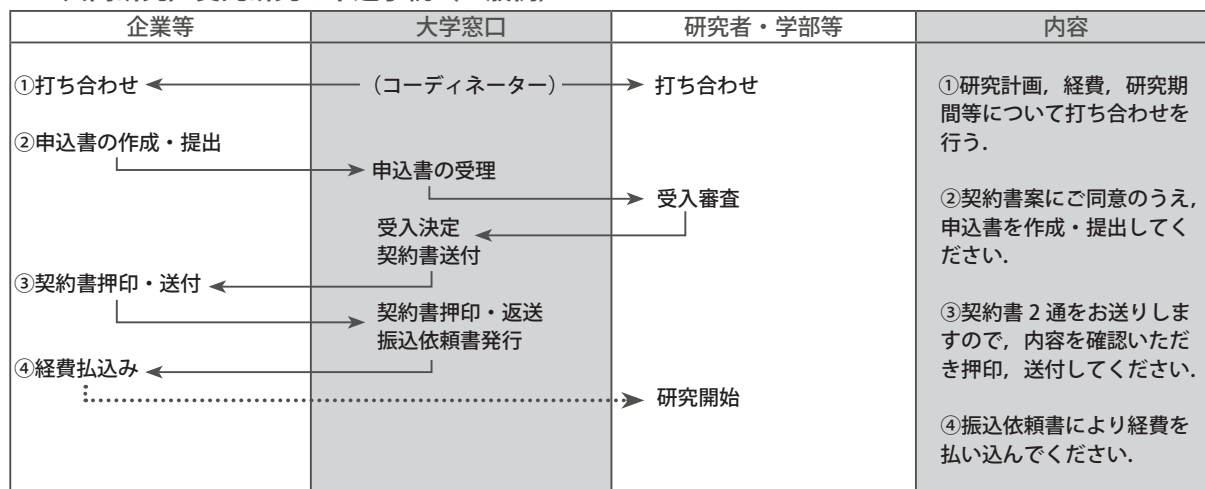 企業等
大学窓口
研究者・学部等
内容
①打ち合わせ
（コーディネーター）
打ち合わせ
②申込書の作成・提出
申込書の受理
受入審査
受入決定
契約書送付
③契約書押印・送付
契約書押印・返送
振込依頼書発行
④経費払込み
研究開始
①研究計画，経費，研究期
間等について打ち合わせを
行う．
②契約書案にご同意のうえ，
申込書を作成・提出してく
ださい．
③契約書 2 通をお送りしま
すので，内容を確認いただ
き押印，送付してください．
④振込依頼書により経費を
払い込んでください．